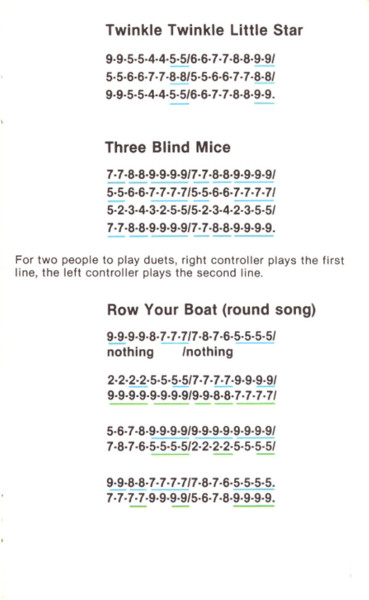 Twinkle Twinkle Little Star
9-9-5-5-4-4-5-5/6-6-7-7-8-8-9-9/
5-5-6-6-7-7-8-8/5-5-6-6-7-7-8-8/
9-9-5-5-4-4-5-5/6-6-7-7-8-8-9-9.
Three Blind Mice
7-7-8-8-9-9-9-9/7-7-8-8-9-9-9-9/
5-5-6-6-7-7-7-7/5-5-6-6-7-7-7-7/
5-2-3-4-3-2-5-5/5-2-3-4-2-3-5-5/
7-7-8-8-9-9-9-9/7-7-8-8-9-9-9-9.
For two people to play duets, right controller plays the first
line, the left controller plays the second line.
Row Your Boat (round song)
9-9-9-9-8-7-7-7/7-8-7-6-5-5-5-5/
nothing /nothing
2-2-2-2-5-5-5-5/7-7-7-7-9-9-9-9/
9-9-9-9-9-9-9-9/9-9-8-8-7-7-7-7/
5-6-7-8-9-9-9-9/9-9-9-9-9-9-9-9/
7-8-7-6-5-5-5-5/2-2-2-2-5-5-5-5/
9-9-8-8-7-7-7-7/7-8-7-6-5-5-5-5.
7-7-7-7-9-9-9-9/5-6-7-8-9-9-9-9.